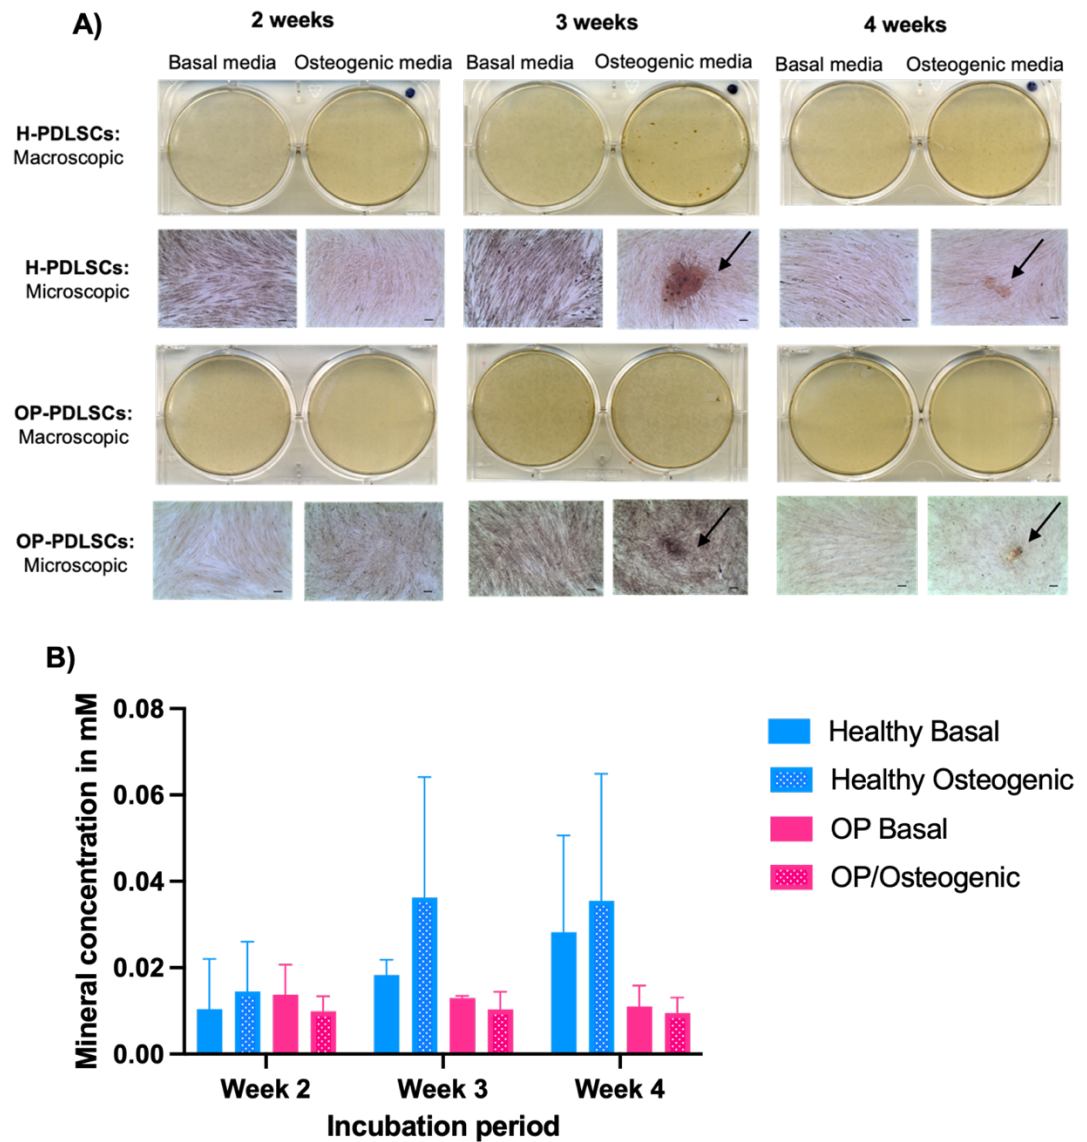 A)
2 weeks
3 weeks
4 weeks
Basal media
Osteogenic media
Basal media
Osteogenic media
Basal media
Osteogenic media
H-PDLSCs:
Macroscopic
H-PDLSCs:
Microscopic
OP-PDLSCs:
Macroscopic
OP-PDLSCs:
Microscopic
B)
Mineral concentration in mM
0.08
0.06
0.04
0.02
0.00
Week 2
Week 3
Week 4
Incubation period
Healthy Basal
Healthy Osteogenic
OP Basal
OP/Osteogenic